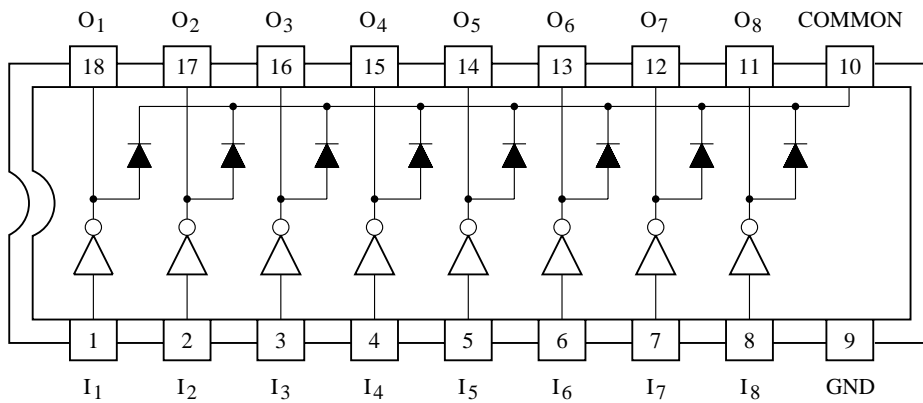 O1 O2 O3 O4 O5 O6 O7 O8 COMMON
18 17 16 15 14 13 12 11 10
1 2 3 4 5 6 7 8 9
I1 I2 I3 I4 I5 I6 I7 I8 GND